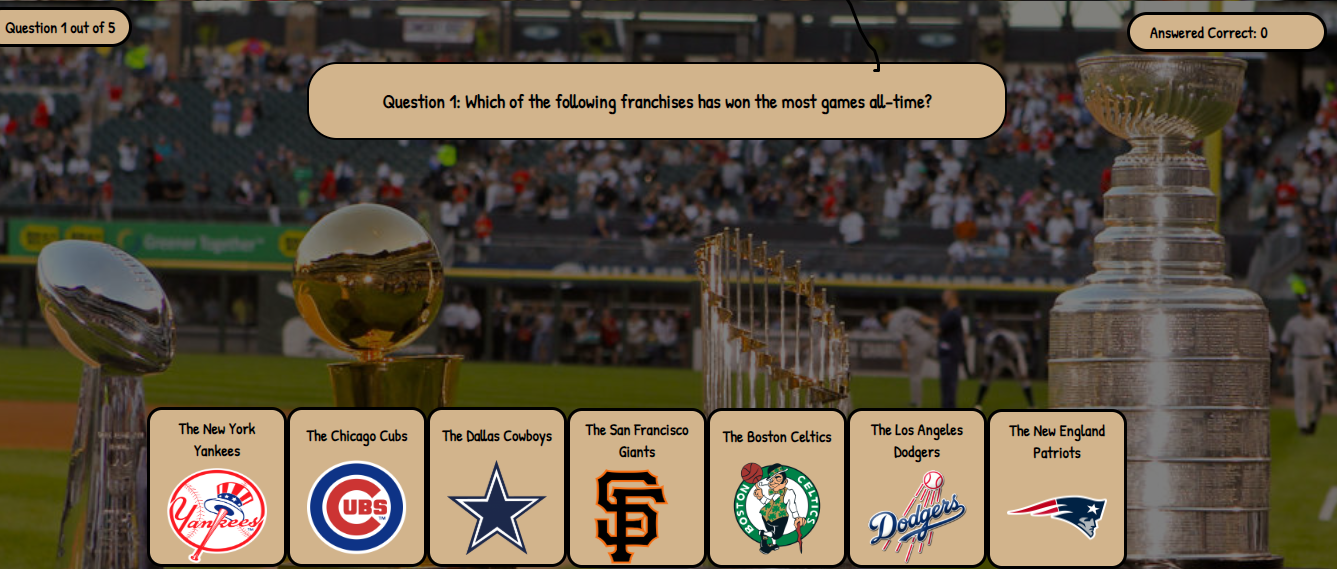 Question 1 out of 5
Answered Correct: 0
Question 1: Which of the following franchises has won the most games all-time?
Greener Together™
The New York
Yankees
Yankees
The Chicago Cubs
CUBS
The Dallas Cowboys
The San Francisco
Giants
SF
The Boston Celtics
BOSTON
CELTICS
The Los Angeles
Dodgers
Dodgers
The New England
Patriots